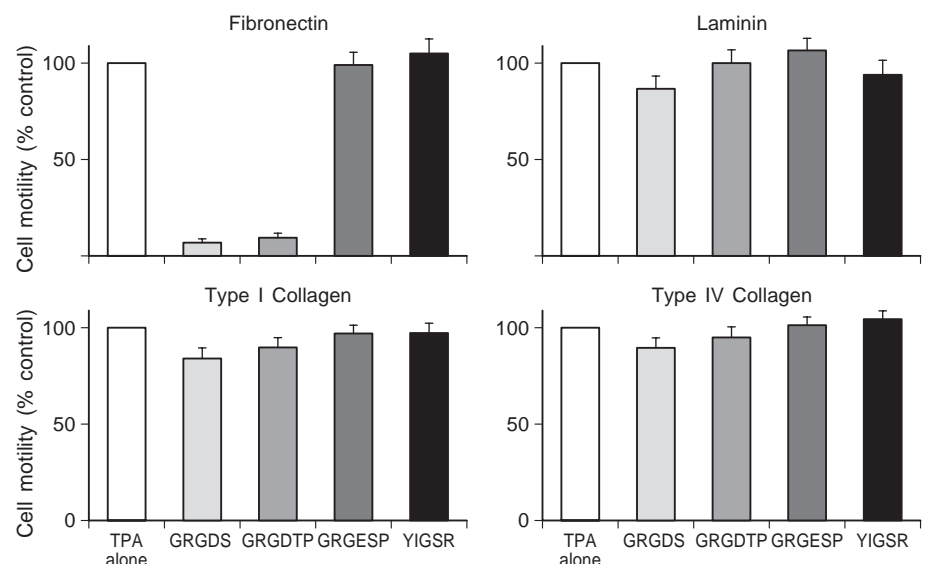 Fibronectin
Laminin
Cell motility (% control)
100
50
100
50
Type I Collagen
Type IV Collagen
Cell motility (% control)
100
50
0
100
50
0
TPA alone
GRGDS GRGDTP GRGESP YIGSR
TPA alone
GRGDS GRGDTP GRGESP YIGSR